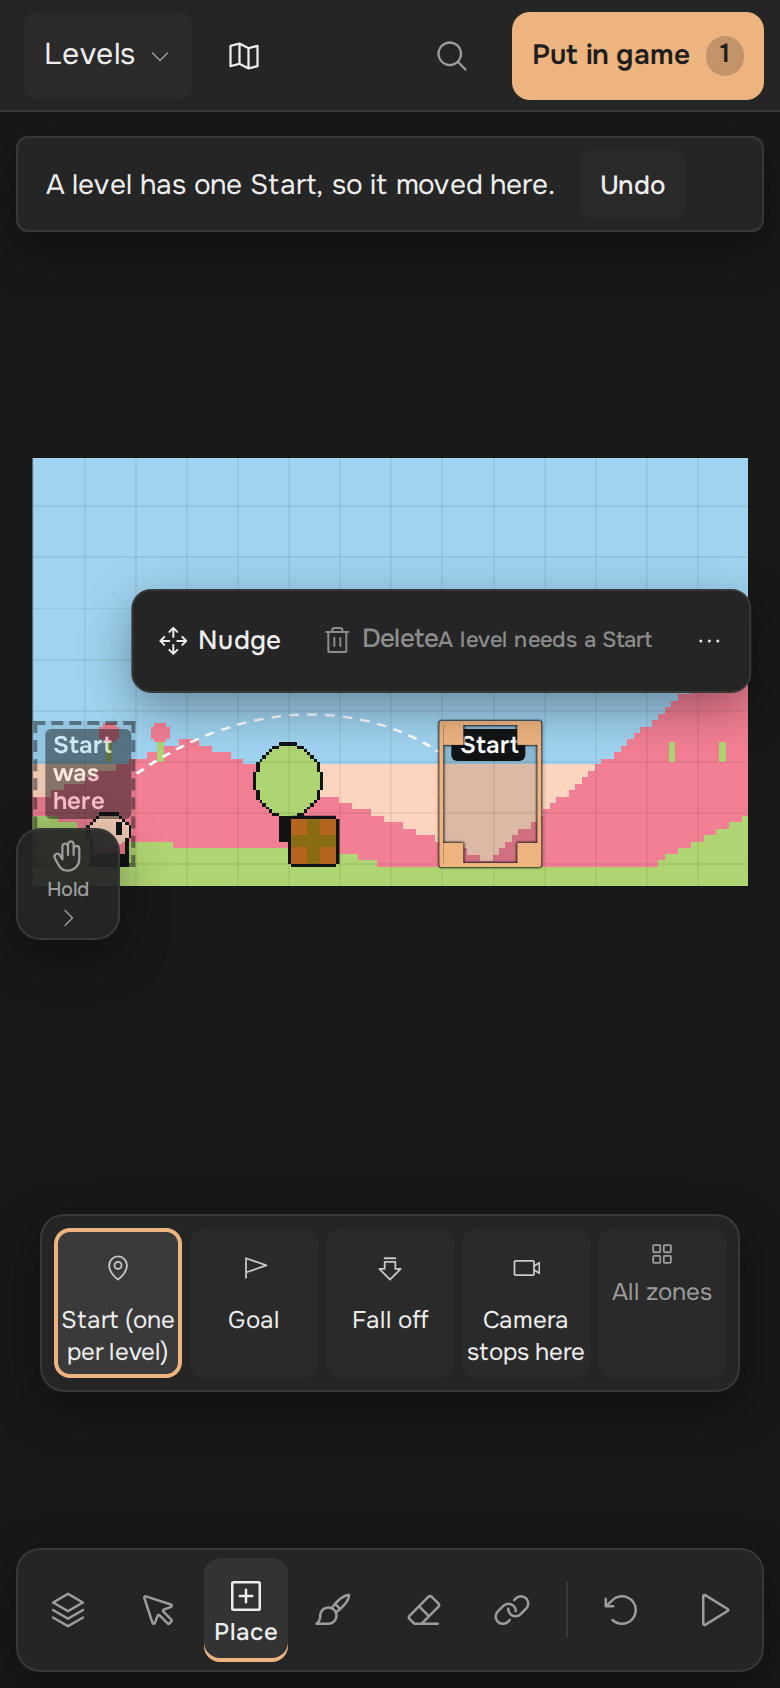 Levels
Put in game 1
A level has one Start, so it moved here. Undo
Nudge DeleteA level needs a Start
Start
was
here
Start
Hold
Start (one
per level)
Goal
Fall off
Camera
stops here
All zones
Place